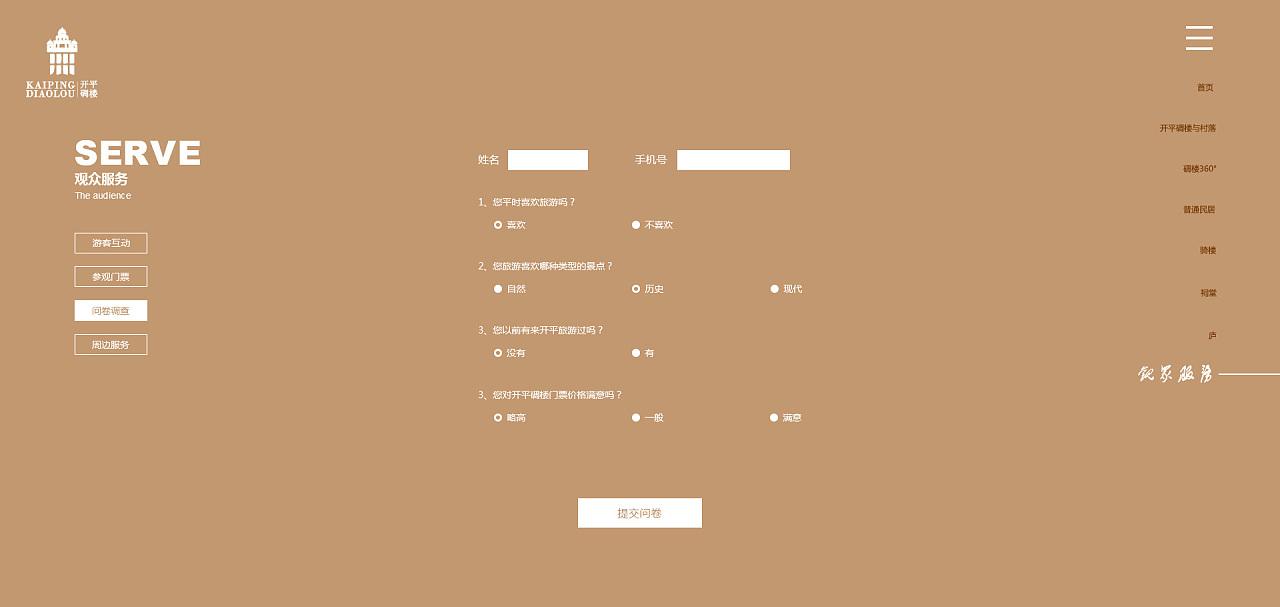 KAIPING 开平
DIAOLOU 碉楼
SERVE
观众服务
The audience
游客互动
参观门票
问卷调查
周边服务
姓名 手机号
1、您平时喜欢旅游吗？
喜欢 不喜欢
2、您旅游喜欢哪种类型的景点？
自然 历史 现代
3、您以前有来开平旅游过吗？
没有 有
3、您对开平碉楼门票价格满意吗？
略高 一般 满意
提交问卷
首页
开平碉楼与村落
碉楼360°
普通民居
骑楼
祠堂
庐
观众服务